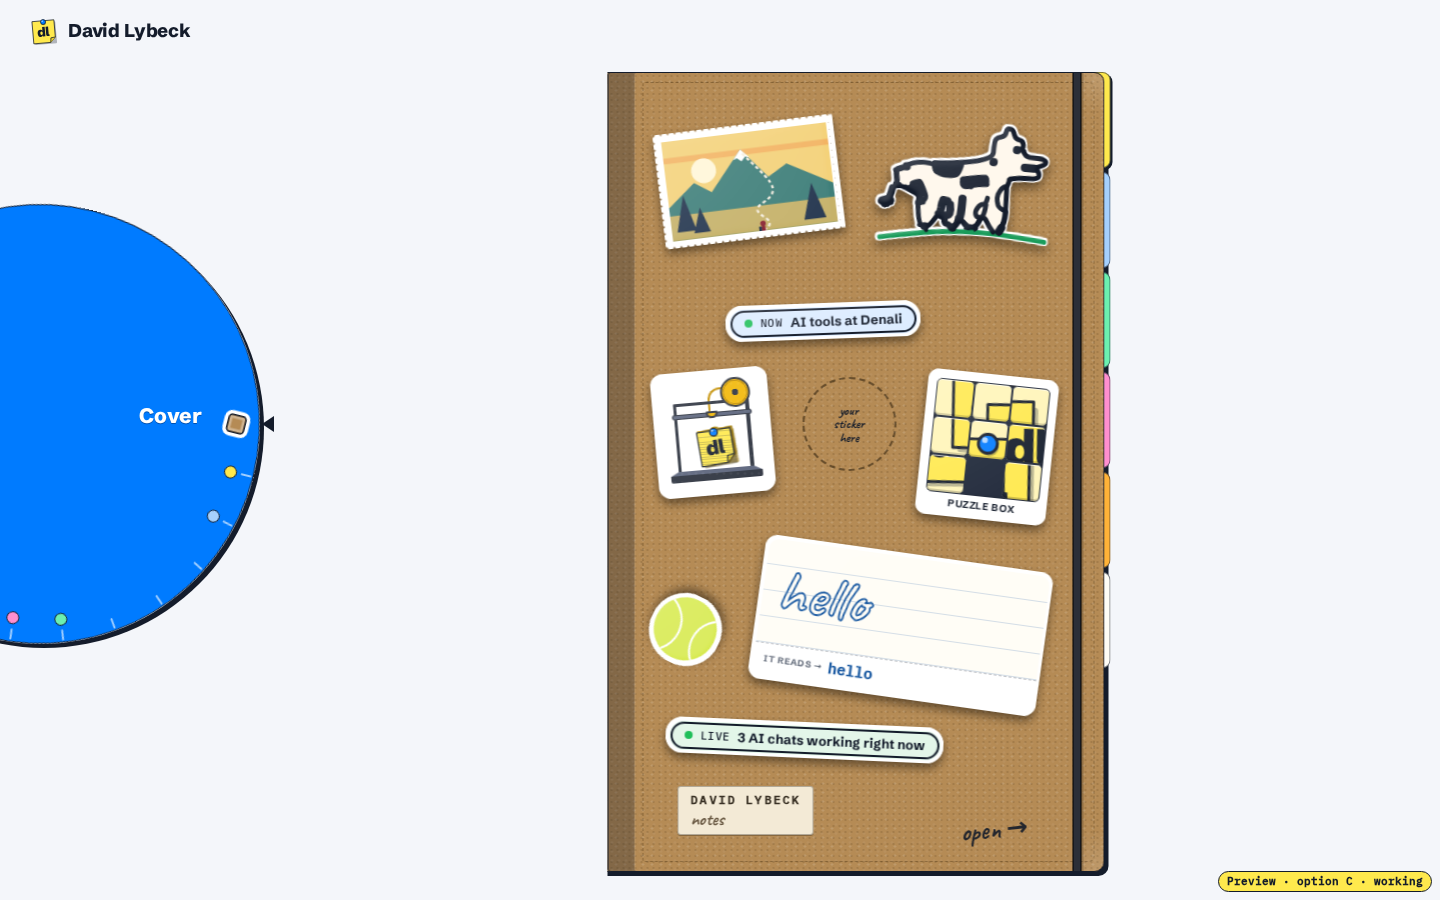 dl David Lybeck
NOW AI tools at Denali
Cover
dl
your
sticker
here
dl
PUZZLE BOX
hello
IT READS → hello
LIVE 3 AI chats working right now
DAVID LYBECK
notes
open →
Preview · option C · working